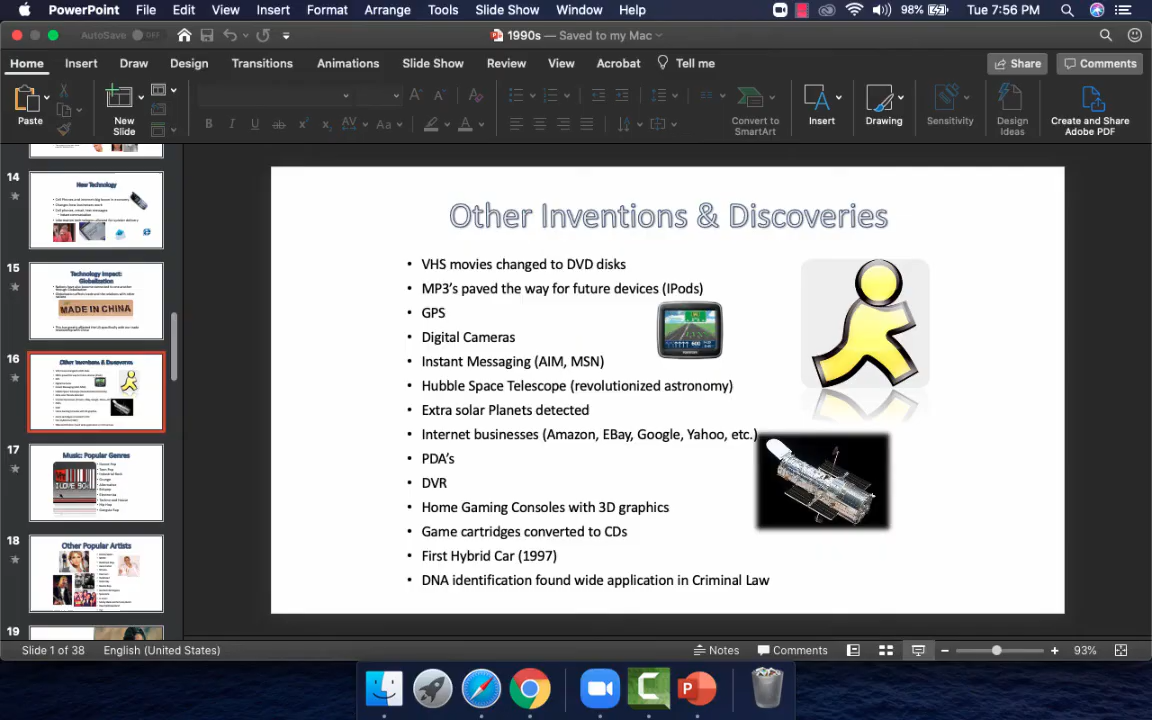 PowerPoint File Edit View Insert Format Arrange Tools Slide Show Window Help 98% Tue 7:56 PM
AutoSave OFF 1990s — Saved to my Mac
Home Insert Draw Design Transitions Animations Slide Show Review View Acrobat Tell me Share Comments
Paste New Slide Convert to SmartArt Insert Drawing Sensitivity Design Ideas Create and Share Adobe PDF
14
New Technology
15
Technology Impact: Globalization
MADE IN CHINA
16
Other Inventions & Discoveries
17
Music: Popular Genres
18
Other Popular Artists
19
Other Inventions & Discoveries
• VHS movies changed to DVD disks
• MP3's paved the way for future devices (IPods)
• GPS
• Digital Cameras
• Instant Messaging (AIM, MSN)
• Hubble Space Telescope (revolutionized astronomy)
• Extra solar Planets detected
• Internet businesses (Amazon, EBay, Google, Yahoo, etc.)
• PDA's
• DVR
• Home Gaming Consoles with 3D graphics
• Game cartridges converted to CDs
• First Hybrid Car (1997)
• DNA identification found wide application in Criminal Law
Slide 1 of 38 English (United States) Notes Comments 93%